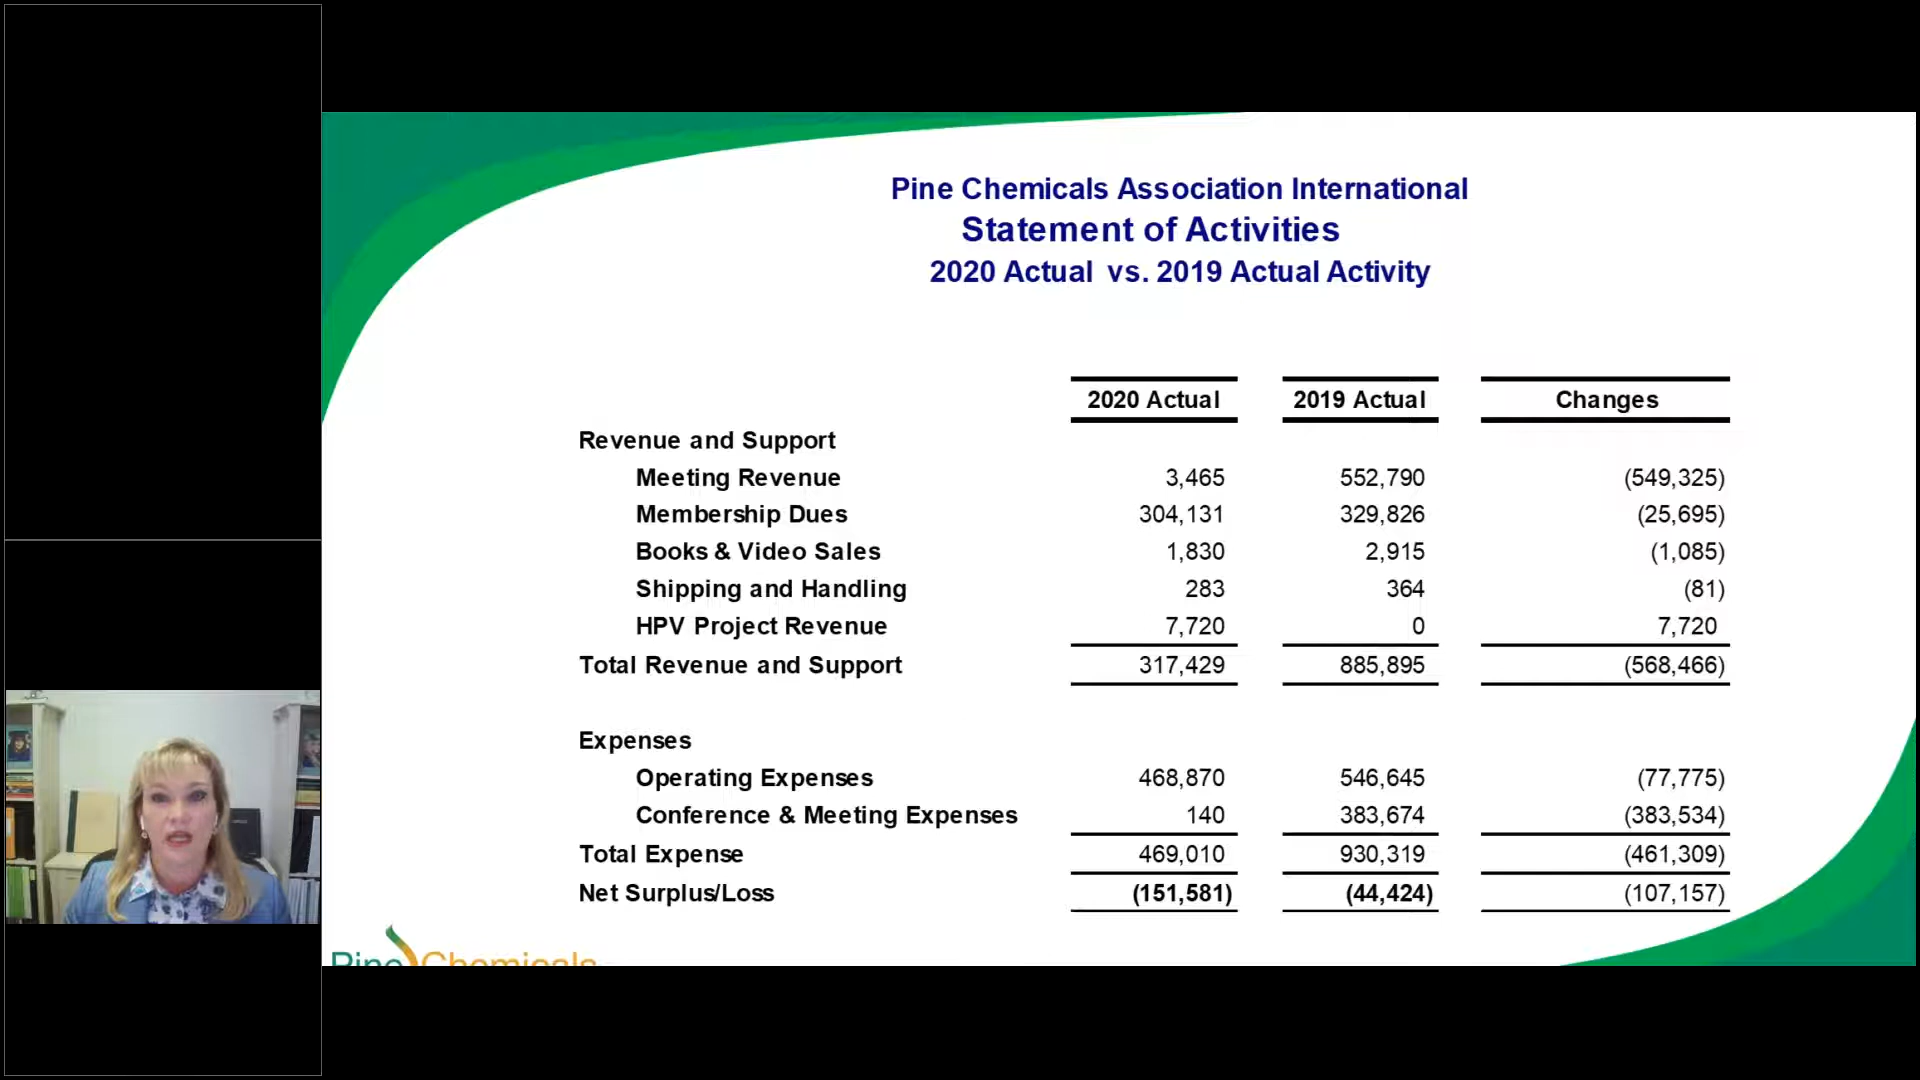 Pine Chemicals Association International
Statement of Activities
2020 Actual vs. 2019 Actual Activity
2020 Actual 2019 Actual Changes
Revenue and Support
Meeting Revenue 3,465 552,790 (549,325)
Membership Dues 304,131 329,826 (25,695)
Books & Video Sales 1,830 2,915 (1,085)
Shipping and Handling 283 364 (81)
HPV Project Revenue 7,720 0 7,720
Total Revenue and Support 317,429 885,895 (568,466)
Expenses
Operating Expenses 468,870 546,645 (77,775)
Conference & Meeting Expenses 140 383,674 (383,534)
Total Expense 469,010 930,319 (461,309)
Net Surplus/Loss (151,581) (44,424) (107,157)
Pine Chemicals